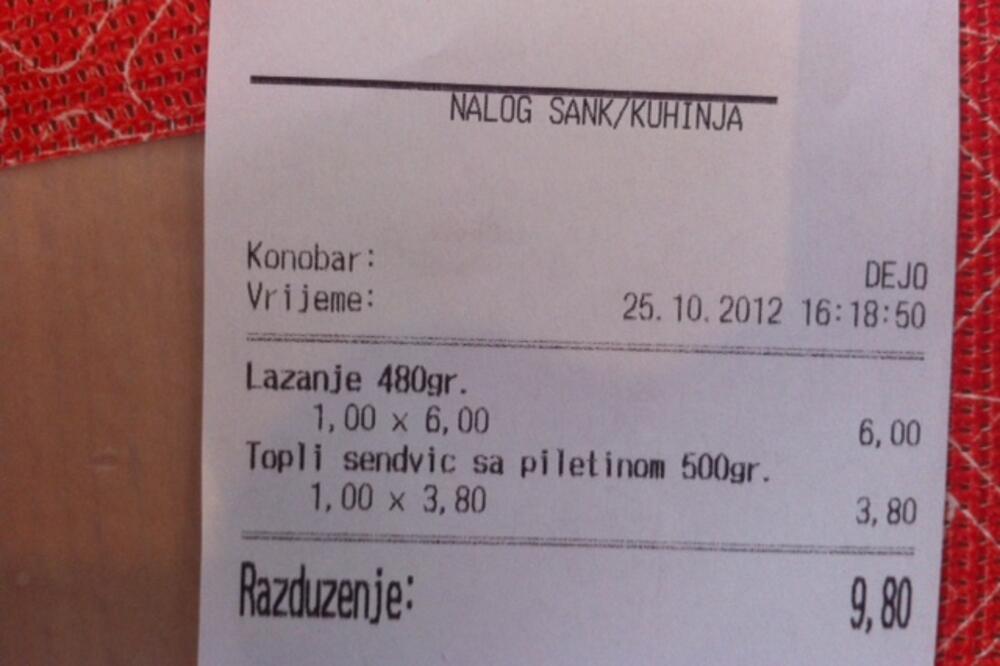 NALOG SANK/KUHINJA
Konobar: DEJO
Vrijeme: 25.10.2012 16:18:50
Lazanje 480gr.
1,00 x 6,00 6,00
Topli sendvic sa piletinom 500gr.
1,00 x 3,80 3,80
Razduzenje: 9,80